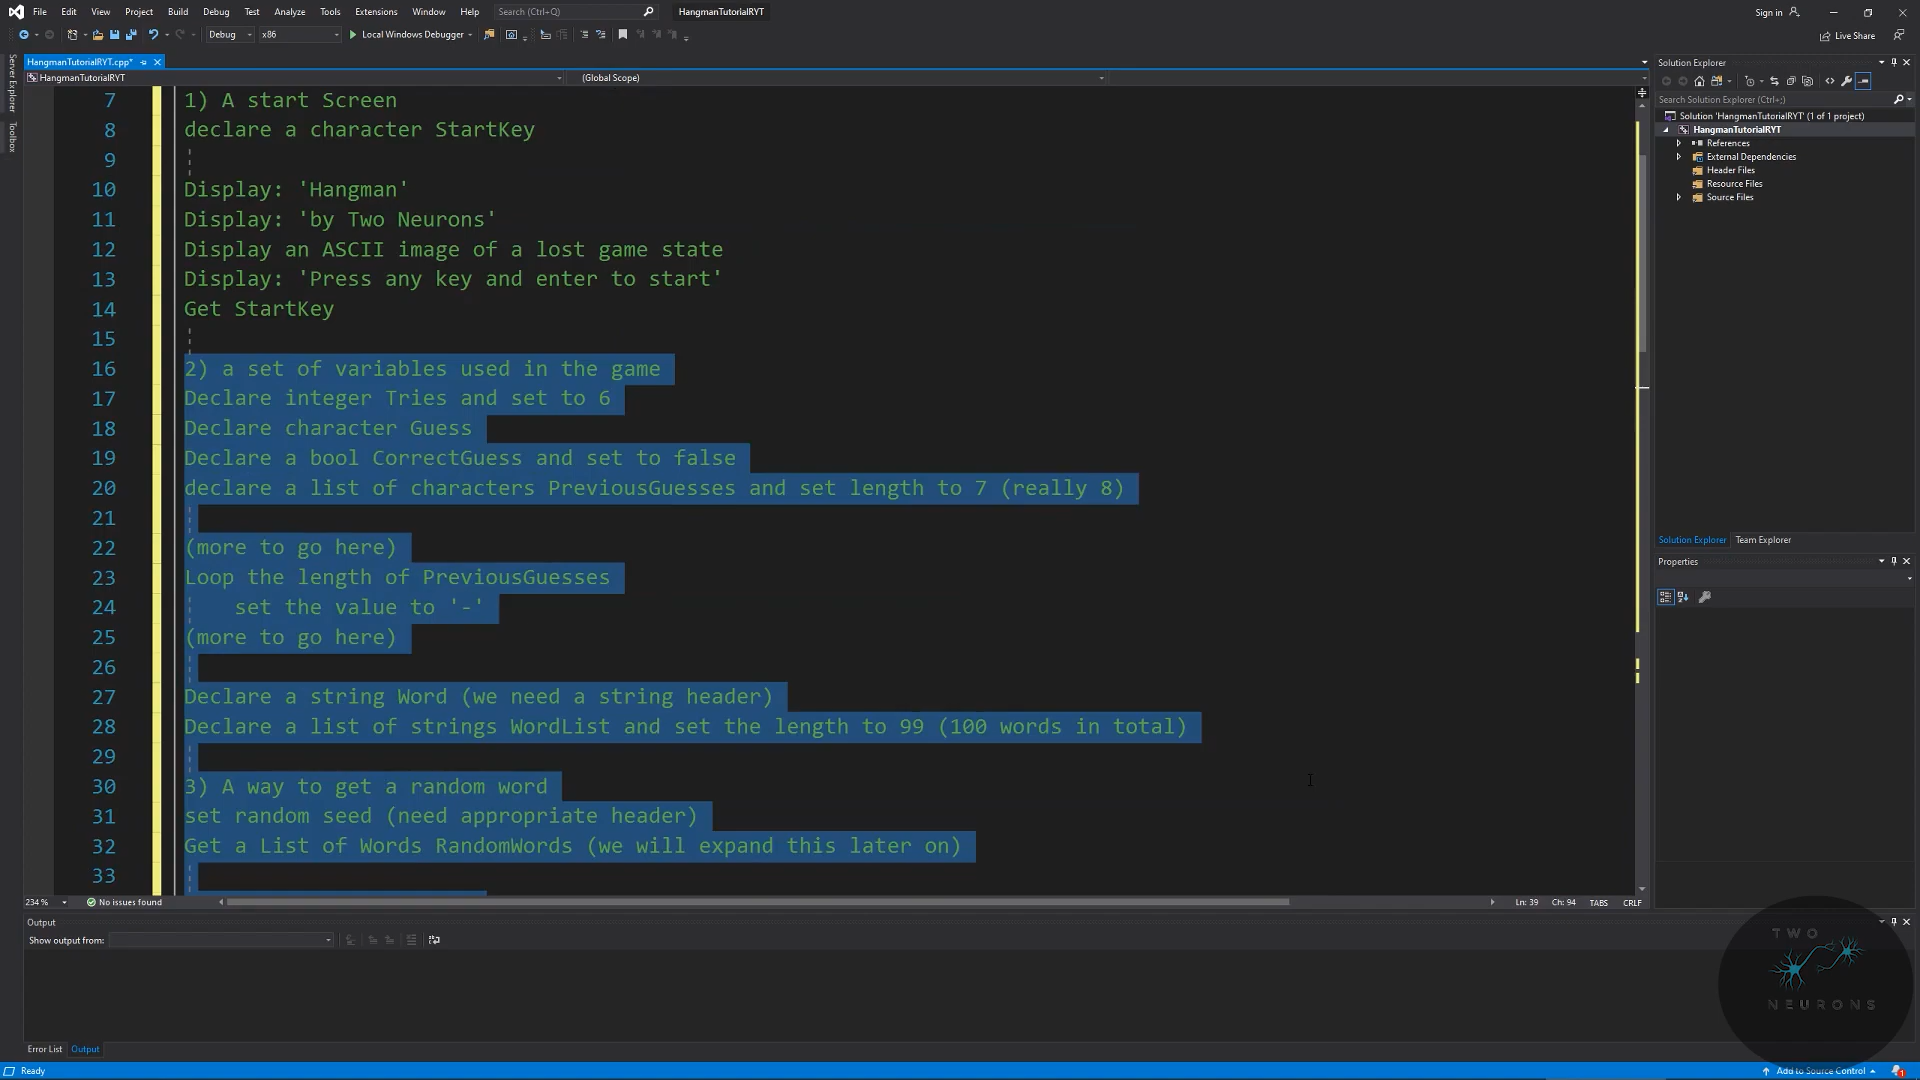 File Edit View Project Build Debug Test Analyze Tools Extensions Window Help Search (Ctrl+Q) HangmanTutorialRYT Sign in
Debug x86 Local Windows Debugger Live Share
Server Explorer
Toolbox
HangmanTutorialRYT.cpp*
HangmanTutorialRYT (Global Scope)
7 1) A start Screen
8 declare a character StartKey
9
10 Display: 'Hangman'
11 Display: 'by Two Neurons'
12 Display an ASCII image of a lost game state
13 Display: 'Press any key and enter to start'
14 Get StartKey
15
16 2) a set of variables used in the game
17 Declare integer Tries and set to 6
18 Declare character Guess
19 Declare a bool CorrectGuess and set to false
20 declare a list of characters PreviousGuesses and set length to 7 (really 8)
21
22 (more to go here)
23 Loop the length of PreviousGuesses
24 set the value to '-'
25 (more to go here)
26
27 Declare a string Word (we need a string header)
28 Declare a list of strings WordList and set the length to 99 (100 words in total)
29
30 3) A way to get a random word
31 set random seed (need appropriate header)
32 Get a List of Words RandomWords (we will expand this later on)
33
234 % No issues found Ln: 39 Ch: 94 TABS CRLF
Output
Show output from:
Error List Output
Ready Add to Source Control 1
Solution Explorer
Search Solution Explorer (Ctrl+;)
Solution 'HangmanTutorialRYT' (1 of 1 project)
HangmanTutorialRYT
References
External Dependencies
Header Files
Resource Files
Source Files
Solution Explorer Team Explorer
Properties
TWO
NEURONS